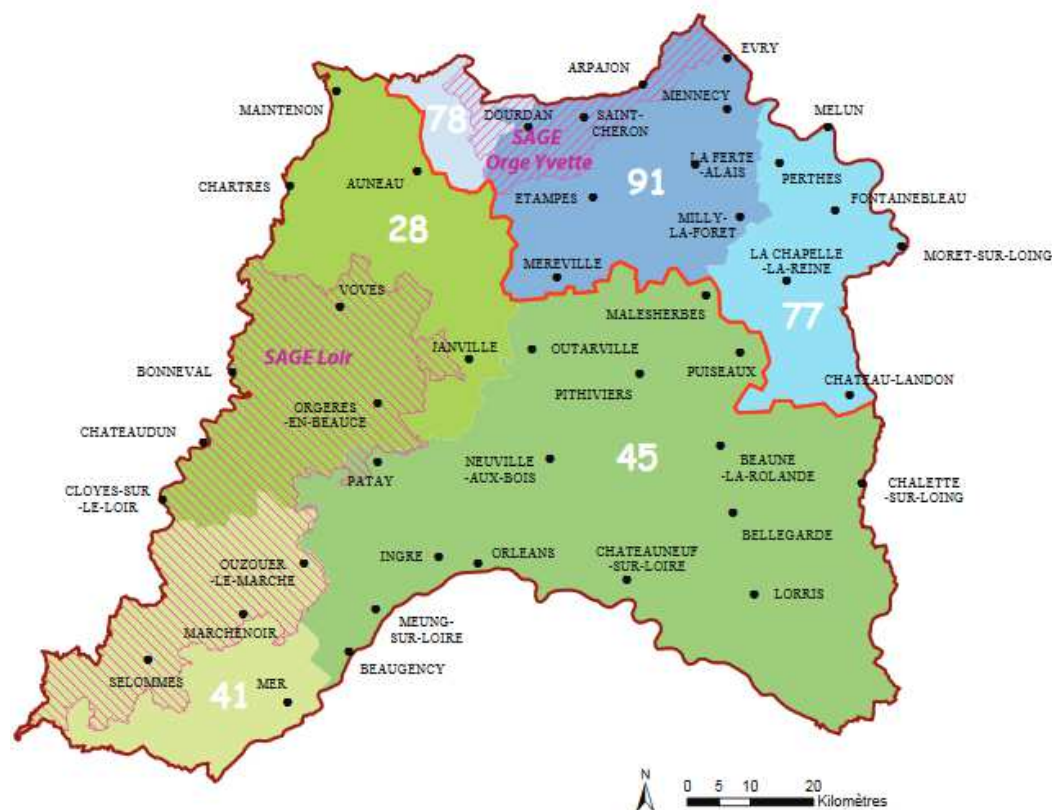 EVRY
ARPAJON
MAINTENON
MENNECY
78
DOURDAN
SAINT-
CHERON
MELUN
SAGE
Orge Yvette
LA FERTE
-ALAIS
PERTHES
CHARTRES
AUNEAU
91
ETAMPES
FONTAINEBLEAU
28
MILLY-
LA-FORET
MORET-SUR-LOING
LA CHAPELLE
-LA-REINE
MEREVILLE
VOVES
MALESHERBES
77
SAGE Loir
JANVILLE
OUTARVILLE
BONNEVAL
PUISEAUX
PITHIVIERS
CHATEAU-LANDON
ORGERES
-EN-BEAUCE
CHATEAUDUN
45
NEUVILLE
-AUX-BOIS
BEAUNE
-LA-ROLANDE
PATAY
CLOYES-SUR
-LE-LOIR
CHALETTE
-SUR-LOING
BELLEGARDE
INGRE
ORLEANS
CHATEAUNEUF
-SUR-LOIRE
OUZOUER
-LE-MARCHE
LORRIS
MARCHENOIR
MEUNG-
SUR-LOIRE
BEAUGENCY
SELOMMES
41
MER
N
0 5 10 20
Kilomètres